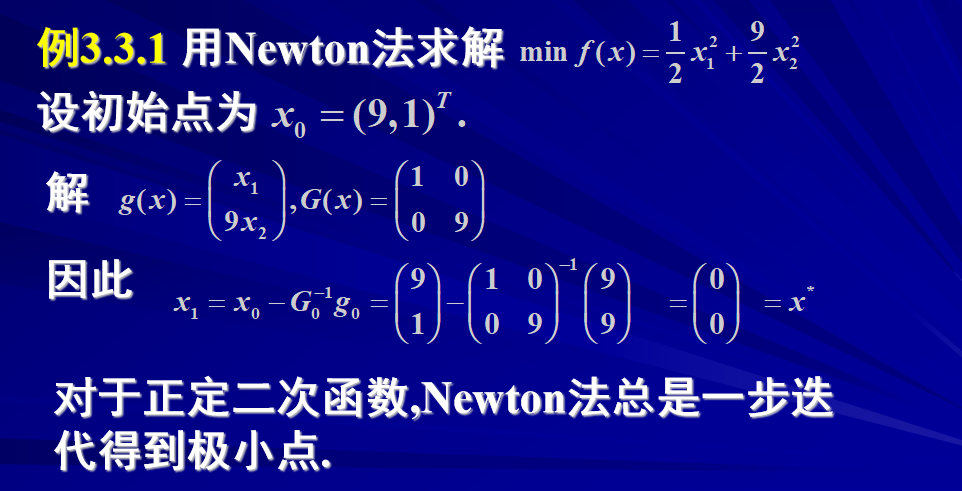 例3.3.1 用Newton法求解 min f(x) = \frac{1}{2}x_1^2 + \frac{9}{2}x_2^2
设初始点为 x_0 = (9,1)^T.
解 g(x) = \begin{pmatrix} x_1 \\ 9x_2 \end{pmatrix}, G(x) = \begin{pmatrix} 1 & 0 \\ 0 & 9 \end{pmatrix}
因此 x_1 = x_0 - G_0^{-1}g_0 = \begin{pmatrix} 9 \\ 1 \end{pmatrix} - \begin{pmatrix} 1 & 0 \\ 0 & 9 \end{pmatrix}^{-1} \begin{pmatrix} 9 \\ 9 \end{pmatrix} = \begin{pmatrix} 0 \\ 0 \end{pmatrix} = x^*
对于正定二次函数,Newton法总是一步迭
代得到极小点.